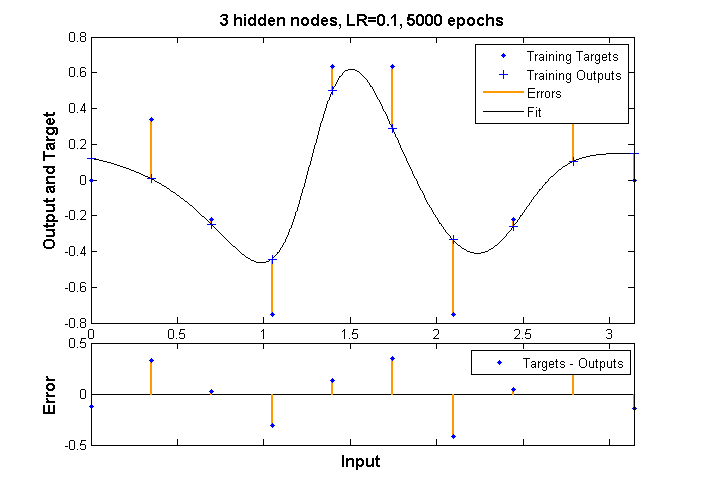 3 hidden nodes, LR=0.1, 5000 epochs
0.8
0.6
0.4
0.2
0
-0.2
-0.4
-0.6
-0.8
Output and Target
Training Targets
Training Outputs
Errors
Fit
0 0.5 1 1.5 2 2.5 3
0.5
0
-0.5
Error
Targets - Outputs
Input